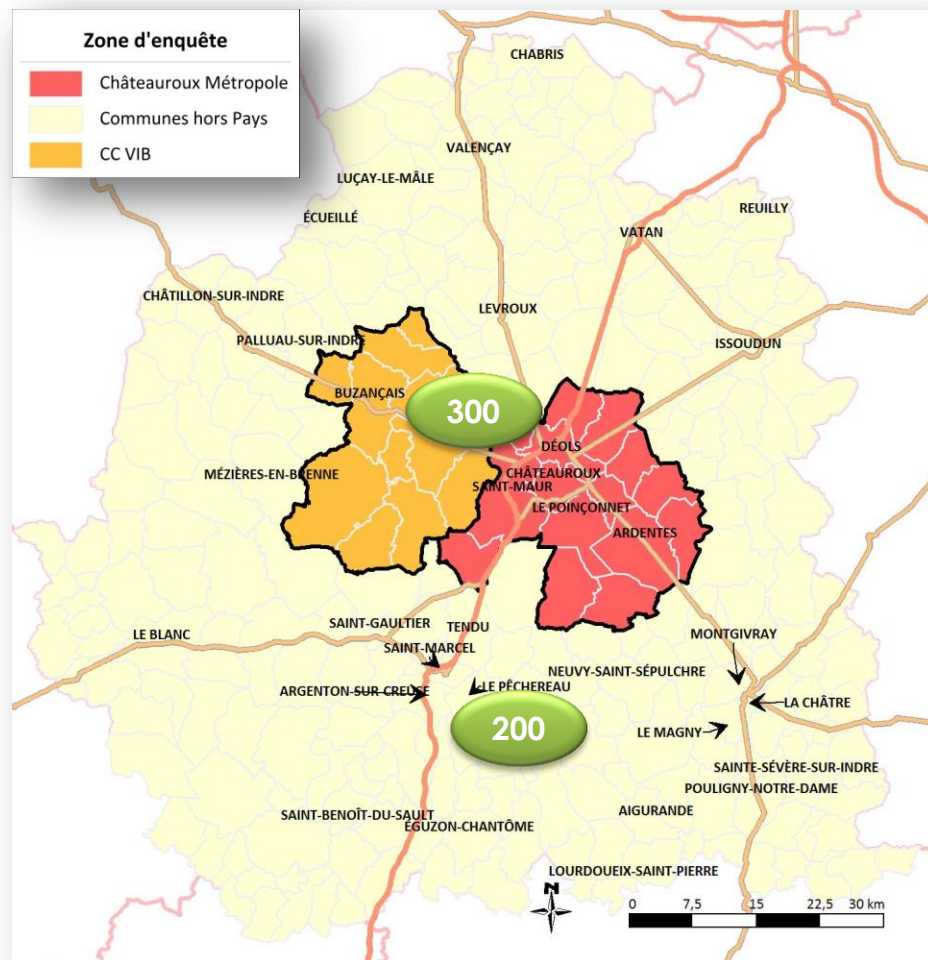 Zone d'enquête
Châteauroux Métropole
Communes hors Pays
CC VIB
CHABRIS
VALENÇAY
LUÇAY-LE-MÂLE
ÉCUEILLÉ
REUILLY
VATAN
CHÂTILLON-SUR-INDRE
LEVROUX
PALLUAU-SUR-INDRE
ISSOUDUN
BUZANÇAIS
300
DÉOLS
MÉZIÈRES-EN-BRENNE
CHÂTEAUROUX
SAINT-MAUR
LE POINÇONNET
ARDENTES
SAINT-GAULTIER
TENDU
LE BLANC
MONTGIVRAY
SAINT-MARCEL
NEUVY-SAINT-SÉPULCHRE
ARGENTON-SUR-CREUSE
LE PÊCHEREAU
LA CHÂTRE
200
LE MAGNY
SAINTE-SÉVÈRE-SUR-INDRE
POULIGNY-NOTRE-DAME
SAINT-BENOÎT-DU-SAULT
AIGURANDE
ÉGUZON-CHANTÔME
LOURDOUEIX-SAINT-PIERRE
N
0 7,5 15 22,5 30 km